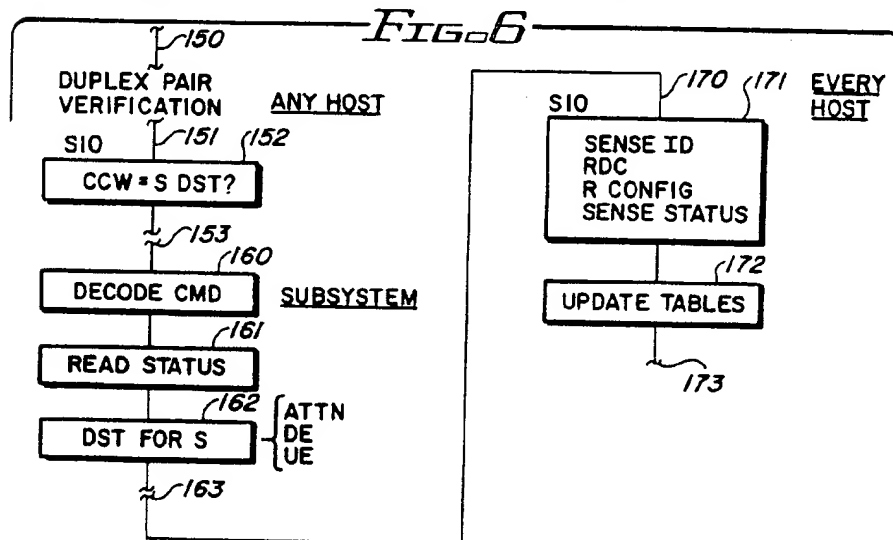 FIG. 6
150
DUPLEX PAIR
VERIFICATION
ANY HOST
151
SIO
152
CCW = S DST?
153
160
DECODE CMD
SUBSYSTEM
161
READ STATUS
162
DST FOR S
ATTN
DE
UE
163
170
171
EVERY
HOST
SIO
SENSE ID
RDC
R CONFIG
SENSE STATUS
172
UPDATE TABLES
173